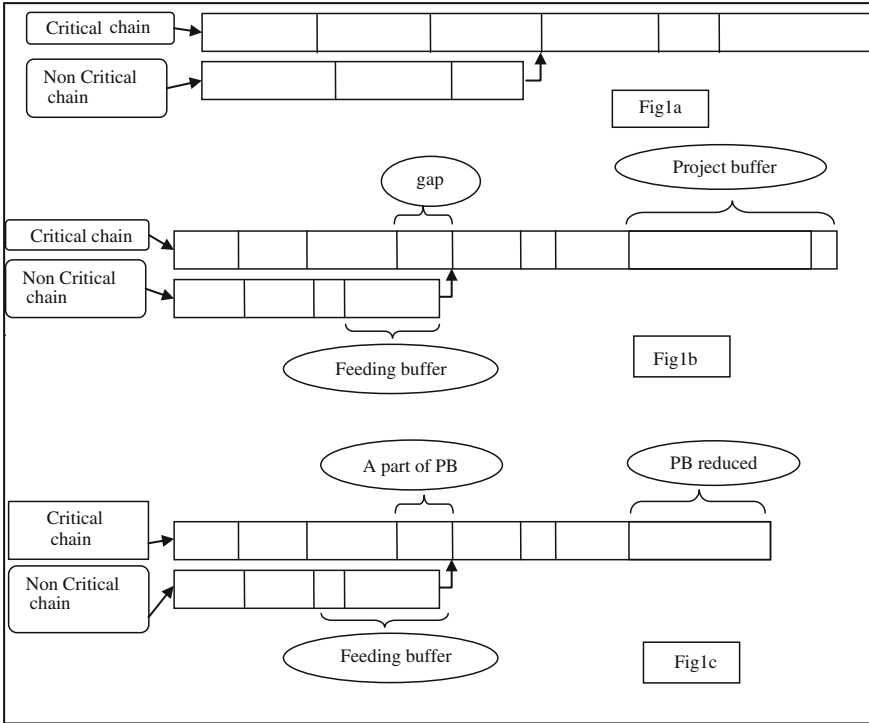 Critical chain
Non Critical
chain
Fig1a
gap
Project buffer
Critical chain
Non Critical
chain
Feeding buffer
Fig1b
A part of PB
PB reduced
Critical
chain
Non Critical
chain
Feeding buffer
Fig1c